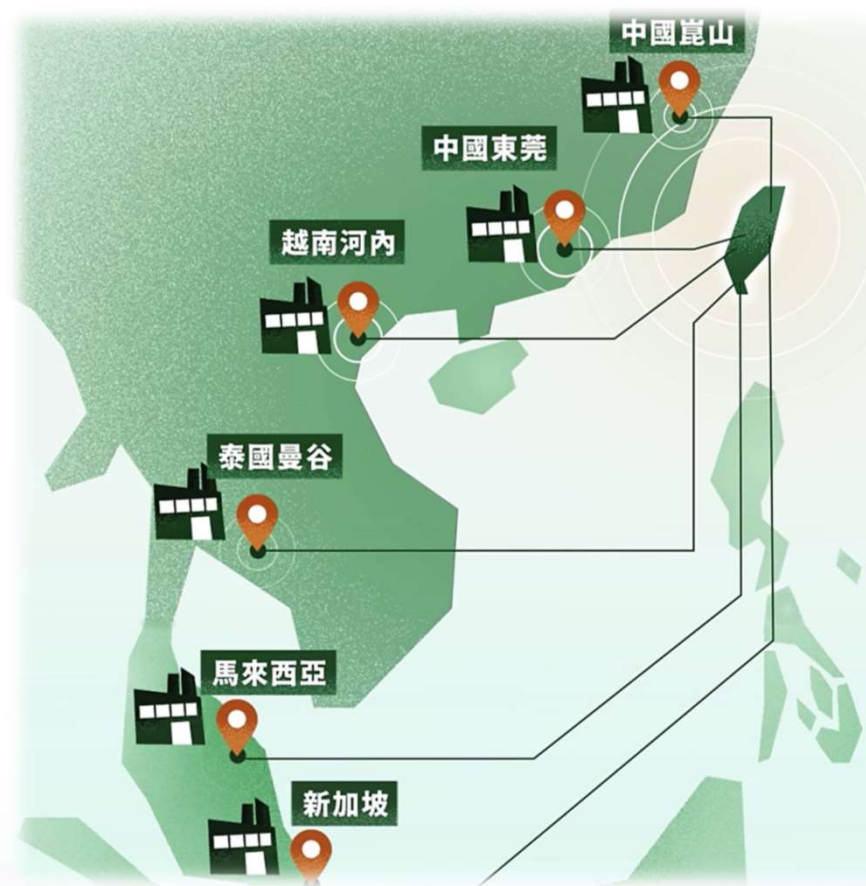 中國崑山
中國東莞
越南河內
泰國曼谷
馬來西亞
新加坡